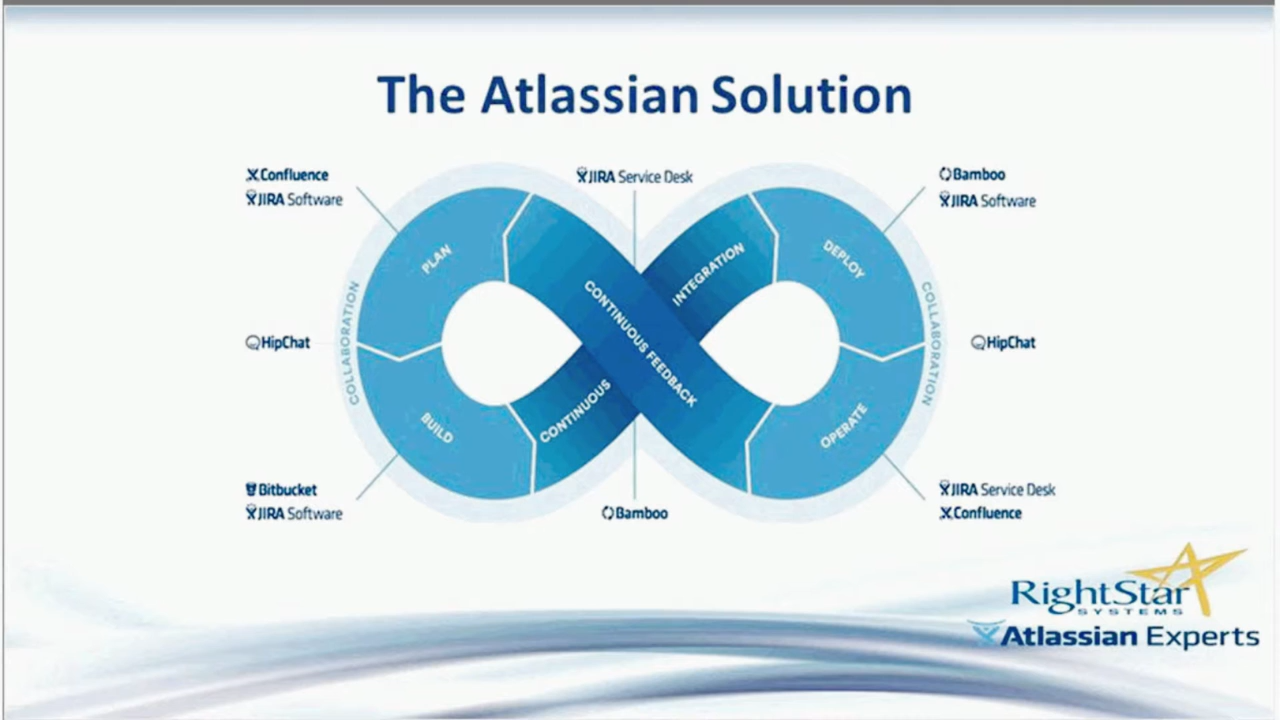 The Atlassian Solution
Confluence
JIRA Software
JIRA Service Desk
Bamboo
JIRA Software
PLAN
CONTINUOUS FEEDBACK
INTEGRATION
DEPLOY
COLLABORATION
COLLABORATION
HipChat
HipChat
BUILD
CONTINUOUS
OPERATE
Bitbucket
JIRA Software
Bamboo
JIRA Service Desk
Confluence
RightStar
SYSTEMS
Atlassian Experts